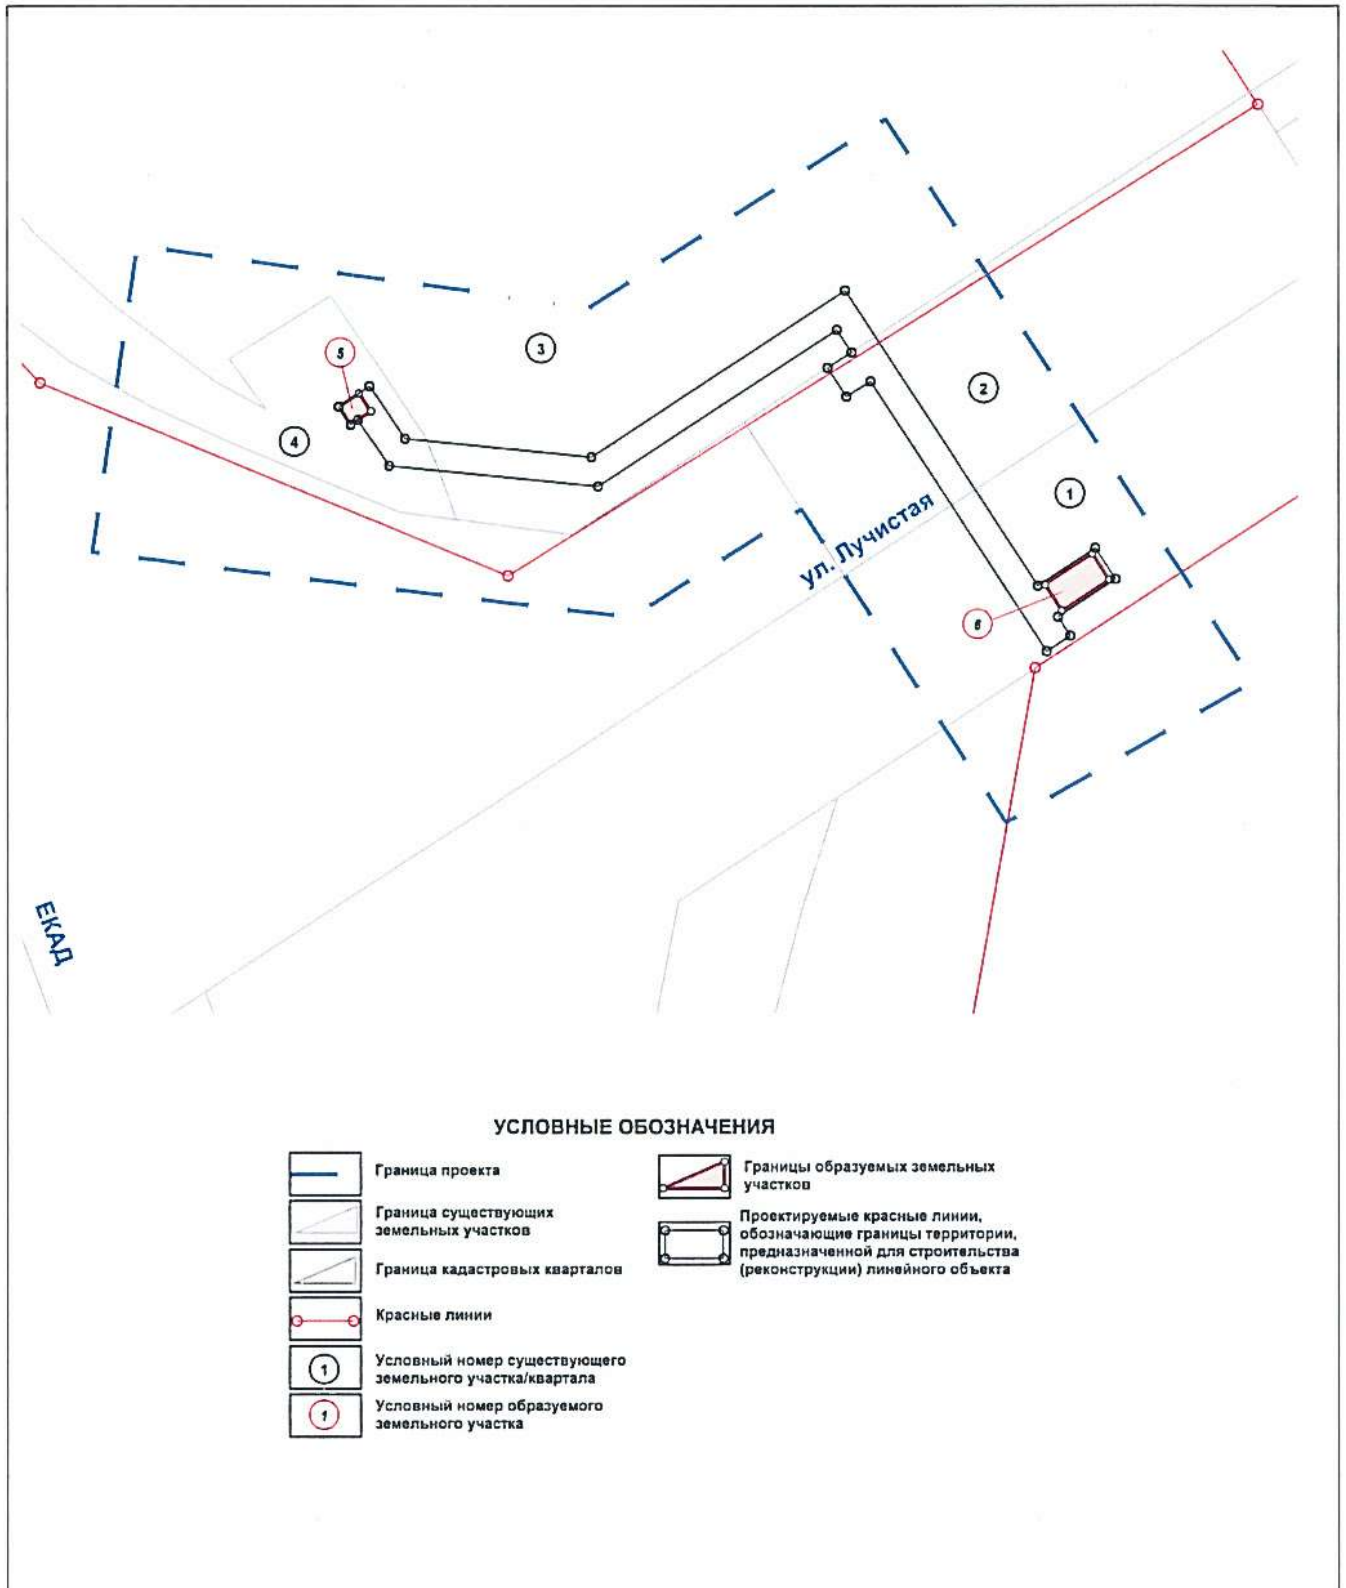 3
5
2
4
1
ул. Лучистая
6
ЕКАД
УСЛОВНЫЕ ОБОЗНАЧЕНИЯ
Граница проекта
Граница существующих
земельных участков
Граница кадастровых кварталов
Красные линии
1
Условный номер существующего
земельного участка/квартала
1
Условный номер образуемого
земельного участка
Границы образуемых земельных
участков
Проектируемые красные линии,
обозначающие границы территории,
предназначенной для строительства
(реконструкции) линейного объекта